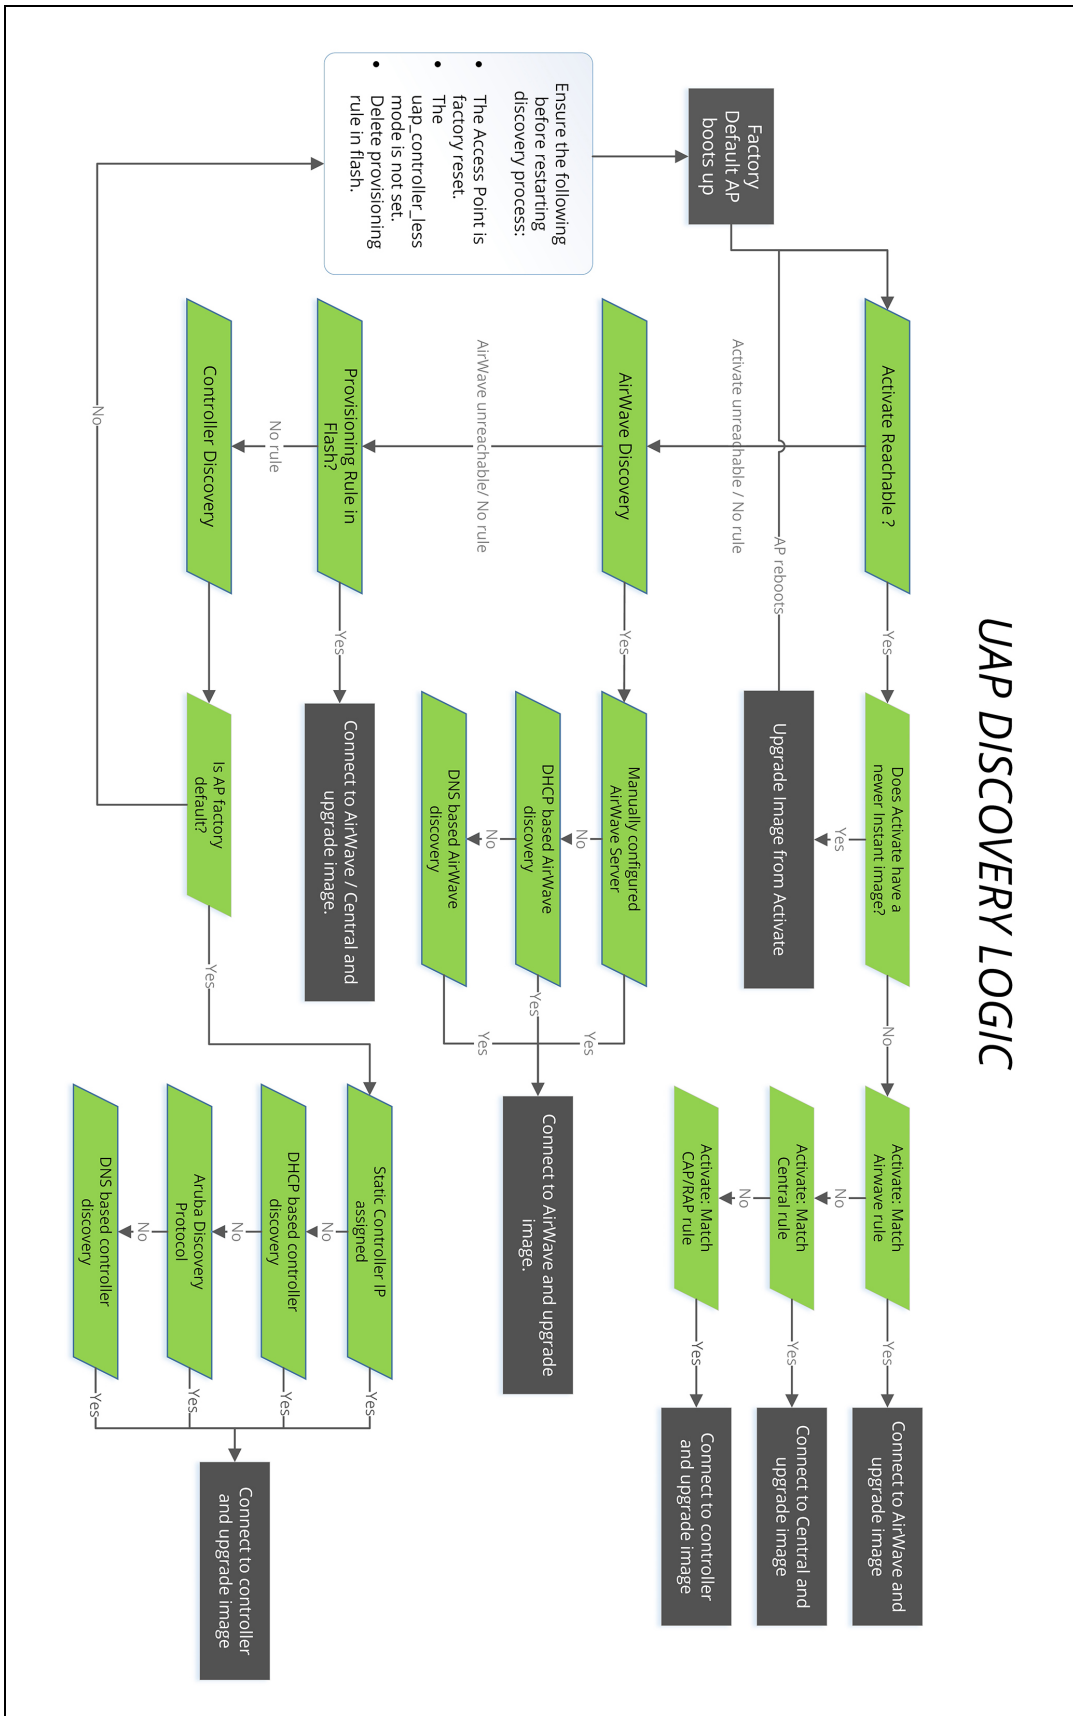 UAP DISCOVERY LOGIC
Factory
Default AP
boots up
Activate Reachable ?
Yes
Does Activate have a
newer Instant image?
No
Activate: Match
Airwave rule
Yes
Connect to AirWave and
upgrade image
Yes
No
AP reboots
Upgrade Image from Activate
Activate: Match
Central rule
Yes
Connect to Central and
upgrade image
Activate unreachable / No rule
No
Activate: Match
CAP/RAP rule
Yes
Connect to controller
and upgrade image
Ensure the following
before restarting
discovery process:
• The Access Point is
factory reset.
• The
uap_controller_less
mode is not set.
• Delete provisioning
rule in flash.
AirWave Discovery
Yes
Manually configured
AirWave Server
Yes
No
DHCP based AirWave
discovery
Yes
Connect to AirWave and upgrade
image.
No
DNS based AirWave
discovery
Yes
AirWave unreachable/ No rule
Provisioning Rule in
Flash?
Yes
Connect to AirWave / Central and
upgrade image.
No rule
Controller Discovery
Is AP factory
default?
Yes
No
Static Controller IP
assigned
Yes
No
DHCP based controller
discovery
Yes
No
Aruba Discovery
Protocol
Yes
No
DNS based controller
discovery
Yes
Connect to controller
and upgrade image